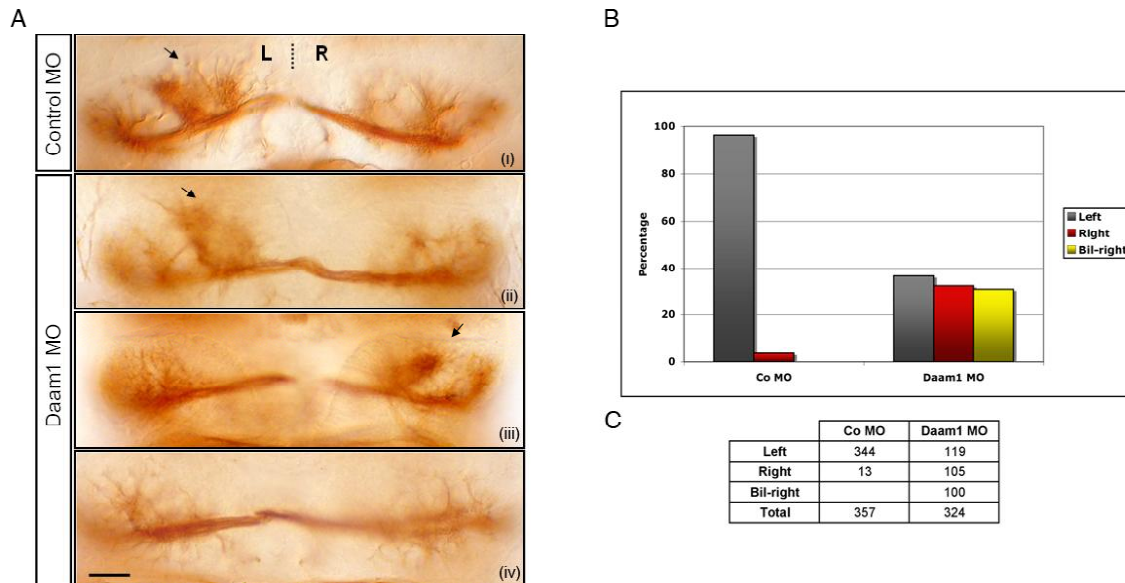 A
Control MO
L R
(i)
Daam1 MO
(ii)
(iii)
(iv)
B
100
80
60
40
20
0
Percentage
Co MO Daam1 MO
Left
Right
Bil-right
C
Co MO Daam1 MO
Left 344 119
Right 13 105
Bil-right 100
Total 357 324